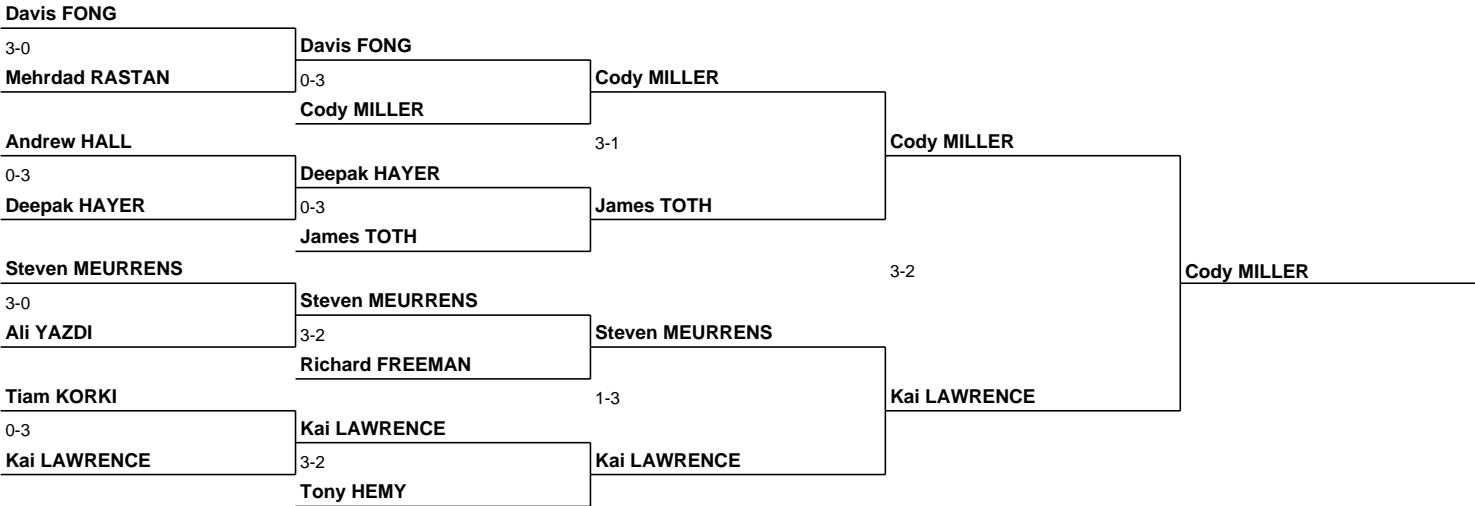 Davis FONG
3-0
Davis FONG
Mehrdad RASTAN
0-3
Cody MILLER
Cody MILLER
Andrew HALL
3-1
Cody MILLER
0-3
Deepak HAYER
Deepak HAYER
0-3
James TOTH
James TOTH
Steven MEURRENS
3-2
Cody MILLER
3-0
Steven MEURRENS
Ali YAZDI
3-2
Steven MEURRENS
Richard FREEMAN
Tiam KORKI
1-3
Kai LAWRENCE
0-3
Kai LAWRENCE
Kai LAWRENCE
3-2
Kai LAWRENCE
Tony HEMY